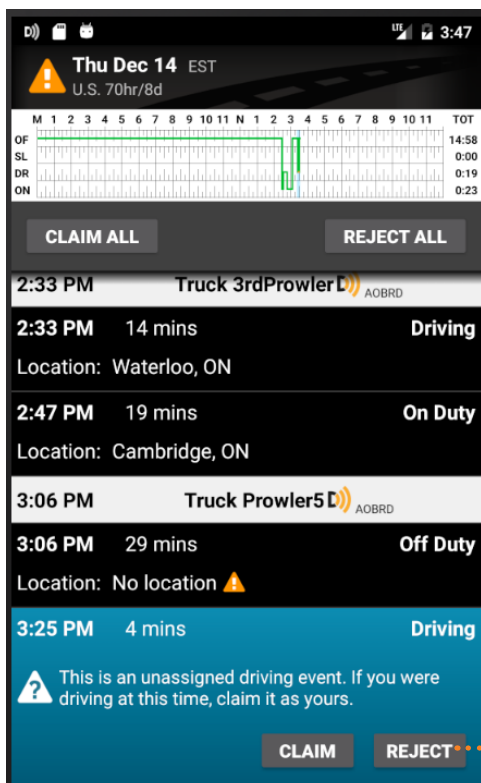 LTE 3:47
Thu Dec 14 EST
U.S. 70hr/8d
M 1 2 3 4 5 6 7 8 9 10 11 N 1 2 3 4 5 6 7 8 9 10 11 TOT
OF 14:58
SL 0:00
DR 0:19
ON 0:23
CLAIM ALL REJECT ALL
2:33 PM Truck 3rdProwler D AOBRD
2:33 PM 14 mins Driving
Location: Waterloo, ON
2:47 PM 19 mins On Duty
Location: Cambridge, ON
3:06 PM Truck Prowler5 D AOBRD
3:06 PM 29 mins Off Duty
Location: No location
3:25 PM 4 mins Driving
This is an unassigned driving event. If you were
driving at this time, claim it as yours.
CLAIM REJECT